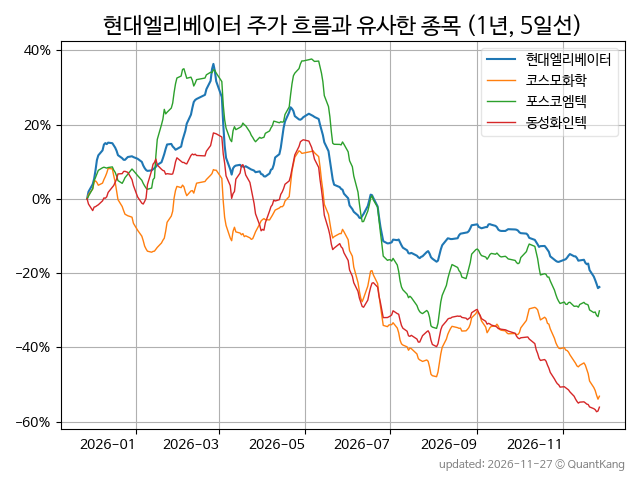 현대엘리베이터 주가 흐름과 유사한 종목 (1년, 5일선)
현대엘리베이터
코스모화학
포스코엠텍
동성화인텍
40%
20%
0%
−20%
−40%
−60%
2026-01 2026-03 2026-05 2026-07 2026-09 2026-11
updated: 2026-11-27 © QuantKang